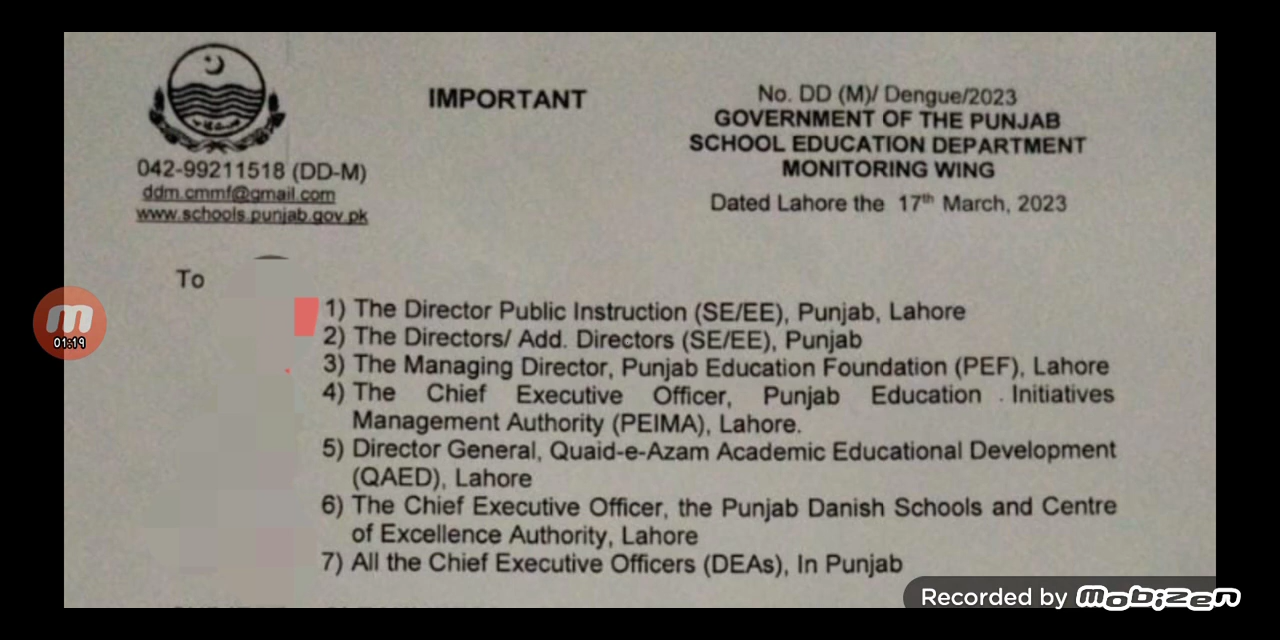 IMPORTANT
No. DD (M)/ Dengue/2023
GOVERNMENT OF THE PUNJAB
SCHOOL EDUCATION DEPARTMENT
MONITORING WING
Dated Lahore the 17th March, 2023
042-99211518 (DD-M)
ddm.cmmf@gmail.com
www.schools.punjab.gov.pk
To
1) The Director Public Instruction (SE/EE), Punjab, Lahore
2) The Directors/ Add. Directors (SE/EE), Punjab
3) The Managing Director, Punjab Education Foundation (PEF), Lahore
4) The Chief Executive Officer, Punjab Education Initiatives
Management Authority (PEIMA), Lahore.
5) Director General, Quaid-e-Azam Academic Educational Development
(QAED), Lahore
6) The Chief Executive Officer, the Punjab Danish Schools and Centre
of Excellence Authority, Lahore
7) All the Chief Executive Officers (DEAs), In Punjab
01:19
Recorded by mobizen